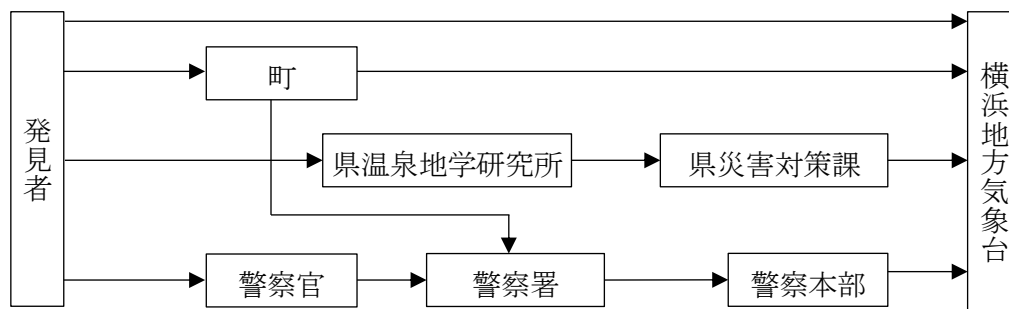 発見者
町
県温泉地学研究所
県災害対策課
警察官
警察署
警察本部
横浜地方気象台